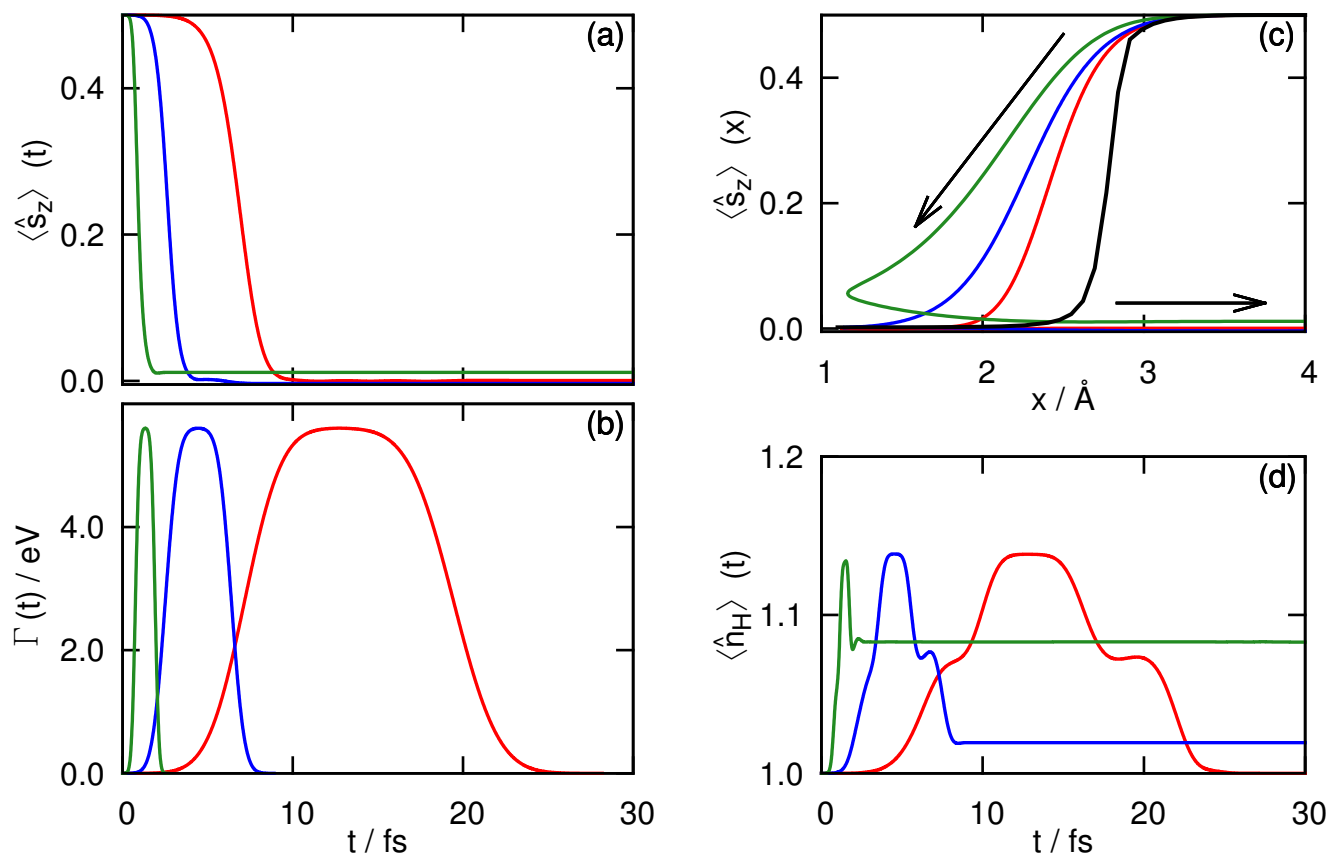 (a)
0.4
0.2
0.0
⟨ŝz⟩ (t)
(b)
4.0
2.0
0.0
Γ(t) / eV
0 10 20 30
t / fs
(c)
0.4
0.2
0.0
⟨ŝz⟩ (x)
1 2 3 4
x / Å
(d)
1.2
1.1
1.0
⟨n̂H⟩ (t)
0 10 20 30
t / fs